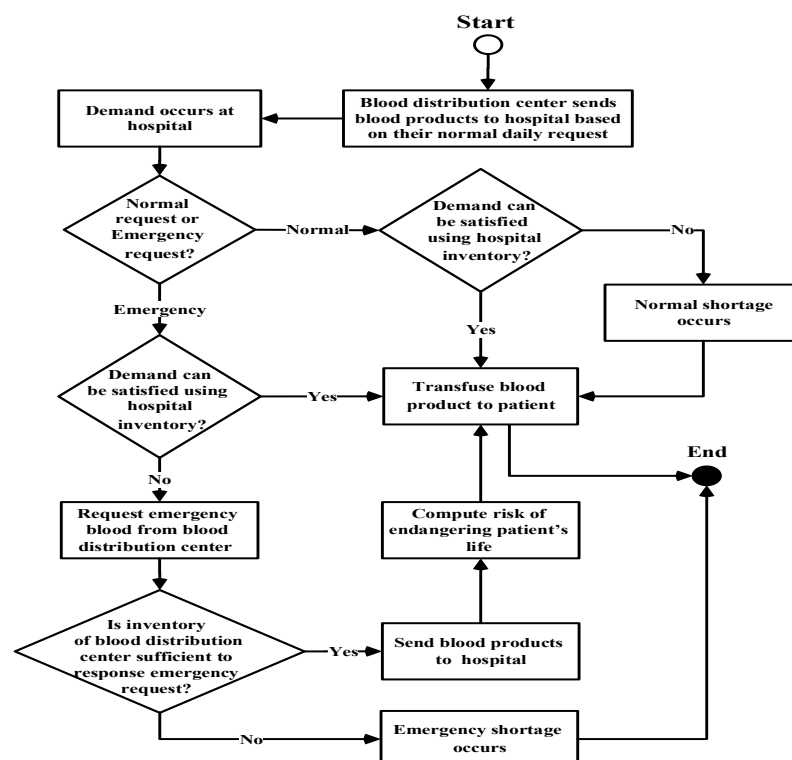 Start
Blood distribution center sends
blood products to hospital based
on their normal daily request
Demand occurs at
hospital
Normal
request or
Emergency
request?
Normal
Demand can
be satisfied
using hospital
inventory?
No
Normal shortage
occurs
Emergency
Yes
Demand can
be satisfied using
hospital
inventory?
Yes
Transfuse blood
product to patient
End
No
Request emergency
blood from blood
distribution center
Compute risk of
endangering patient's
life
Is inventory
of blood distribution
center sufficient to
response emergency
request?
Yes
Send blood products
to hospital
No
Emergency shortage
occurs